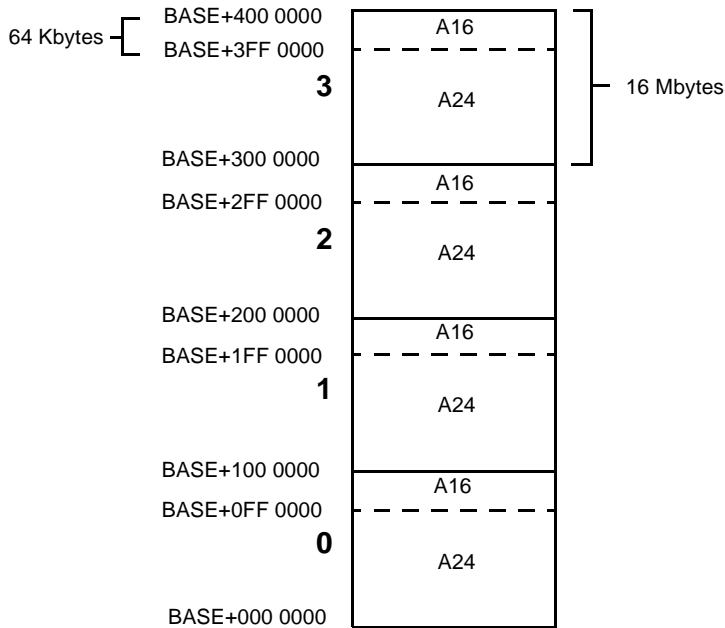 BASE+400 0000
A16
64 Kbytes
BASE+3FF 0000
3
A24
16 Mbytes
BASE+300 0000
A16
BASE+2FF 0000
2
A24
BASE+200 0000
A16
BASE+1FF 0000
1
A24
BASE+100 0000
A16
BASE+0FF 0000
0
A24
BASE+000 0000